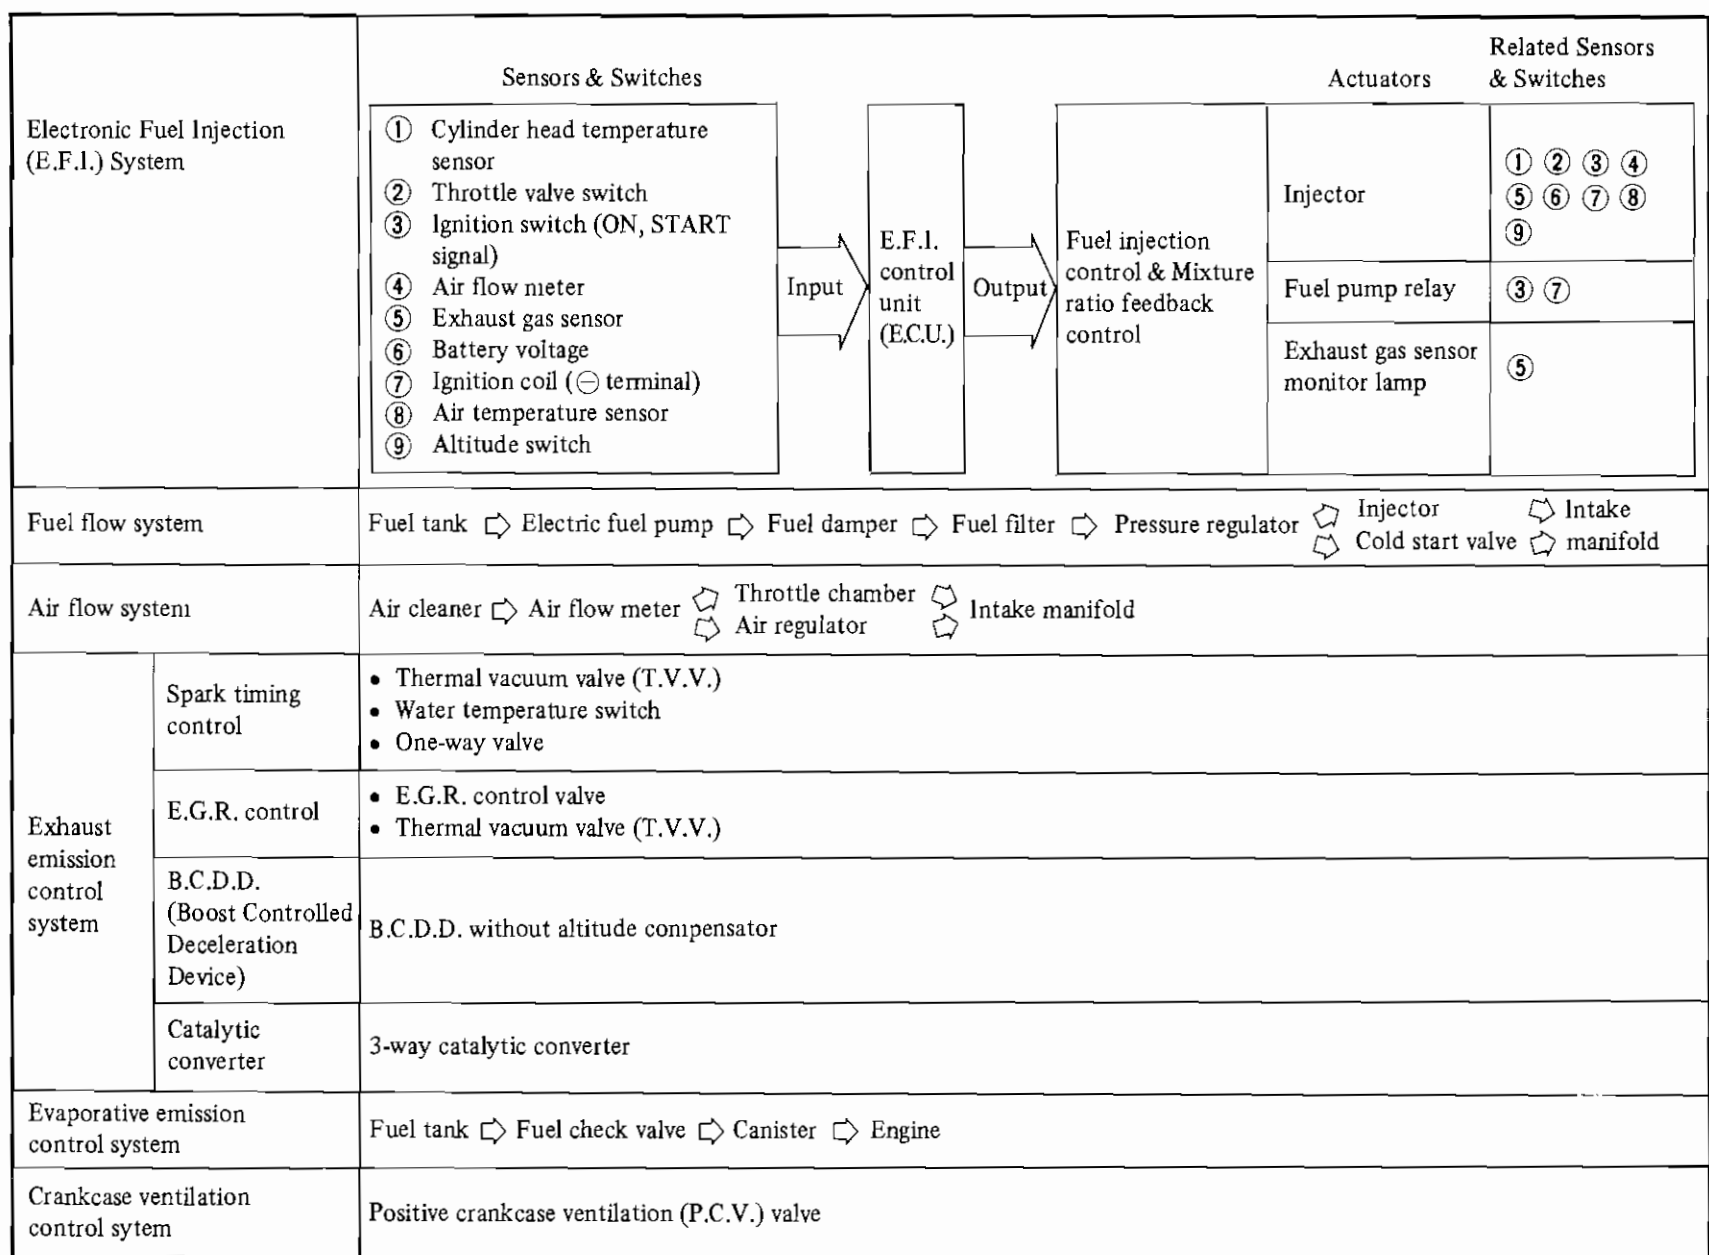 Sensors & Switches
Actuators
Related Sensors
& Switches
Electronic Fuel Injection
(E.F.I.) System
① Cylinder head temperature
sensor
② Throttle valve switch
③ Ignition switch (ON, START
signal)
④ Air flow meter
⑤ Exhaust gas sensor
⑥ Battery voltage
⑦ Ignition coil (⊖ terminal)
⑧ Air temperature sensor
⑨ Altitude switch
Input
E.F.I.
control
unit
(E.C.U.)
Output
Fuel injection
control & Mixture
ratio feedback
control
Injector
① ② ③ ④
⑤ ⑥ ⑦ ⑧
⑨
Fuel pump relay
③ ⑦
Exhaust gas sensor
monitor lamp
⑤
Fuel flow system
Fuel tank ⇨ Electric fuel pump ⇨ Fuel damper ⇨ Fuel filter ⇨ Pressure regulator
Injector
Cold start valve
Intake
manifold
Air flow system
Air cleaner ⇨ Air flow meter
Throttle chamber
Air regulator
Intake manifold
Exhaust
emission
control
system
Spark timing
control
• Thermal vacuum valve (T.V.V.)
• Water temperature switch
• One-way valve
E.G.R. control
• E.G.R. control valve
• Thermal vacuum valve (T.V.V.)
B.C.D.D.
(Boost Controlled
Deceleration
Device)
B.C.D.D. without altitude compensator
Catalytic
converter
3-way catalytic converter
Evaporative emission
control system
Fuel tank ⇨ Fuel check valve ⇨ Canister ⇨ Engine
Crankcase ventilation
control sytem
Positive crankcase ventilation (P.C.V.) valve